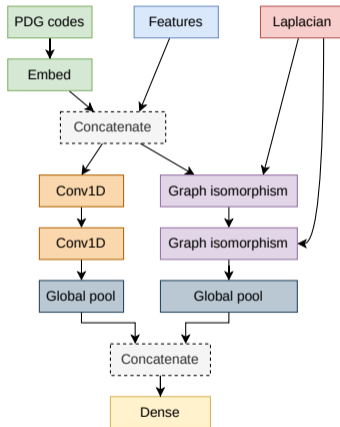 PDG codes
Features
Laplacian
Embed
Concatenate
Conv1D
Graph isomorphism
Conv1D
Graph isomorphism
Global pool
Global pool
Concatenate
Dense